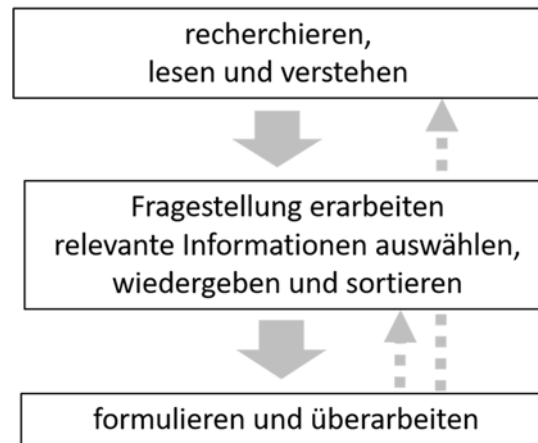 recherchieren,
lesen und verstehen
Fragestellung erarbeiten
relevante Informationen auswählen,
wiedergeben und sortieren
formulieren und überarbeiten